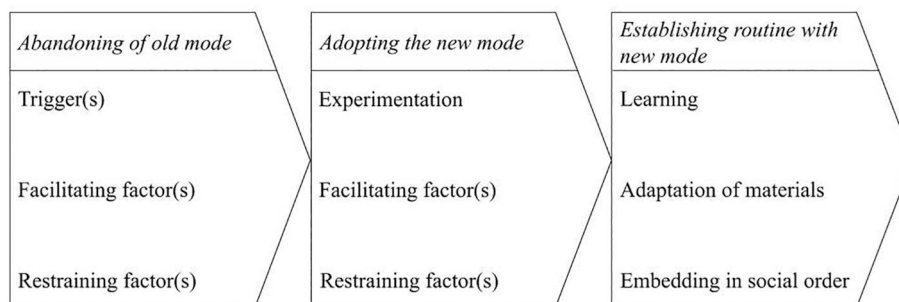 Abandoning of old mode
Trigger(s)
Facilitating factor(s)
Restraining factor(s)
Adopting the new mode
Experimentation
Facilitating factor(s)
Restraining factor(s)
Establishing routine with
new mode
Learning
Adaptation of materials
Embedding in social order